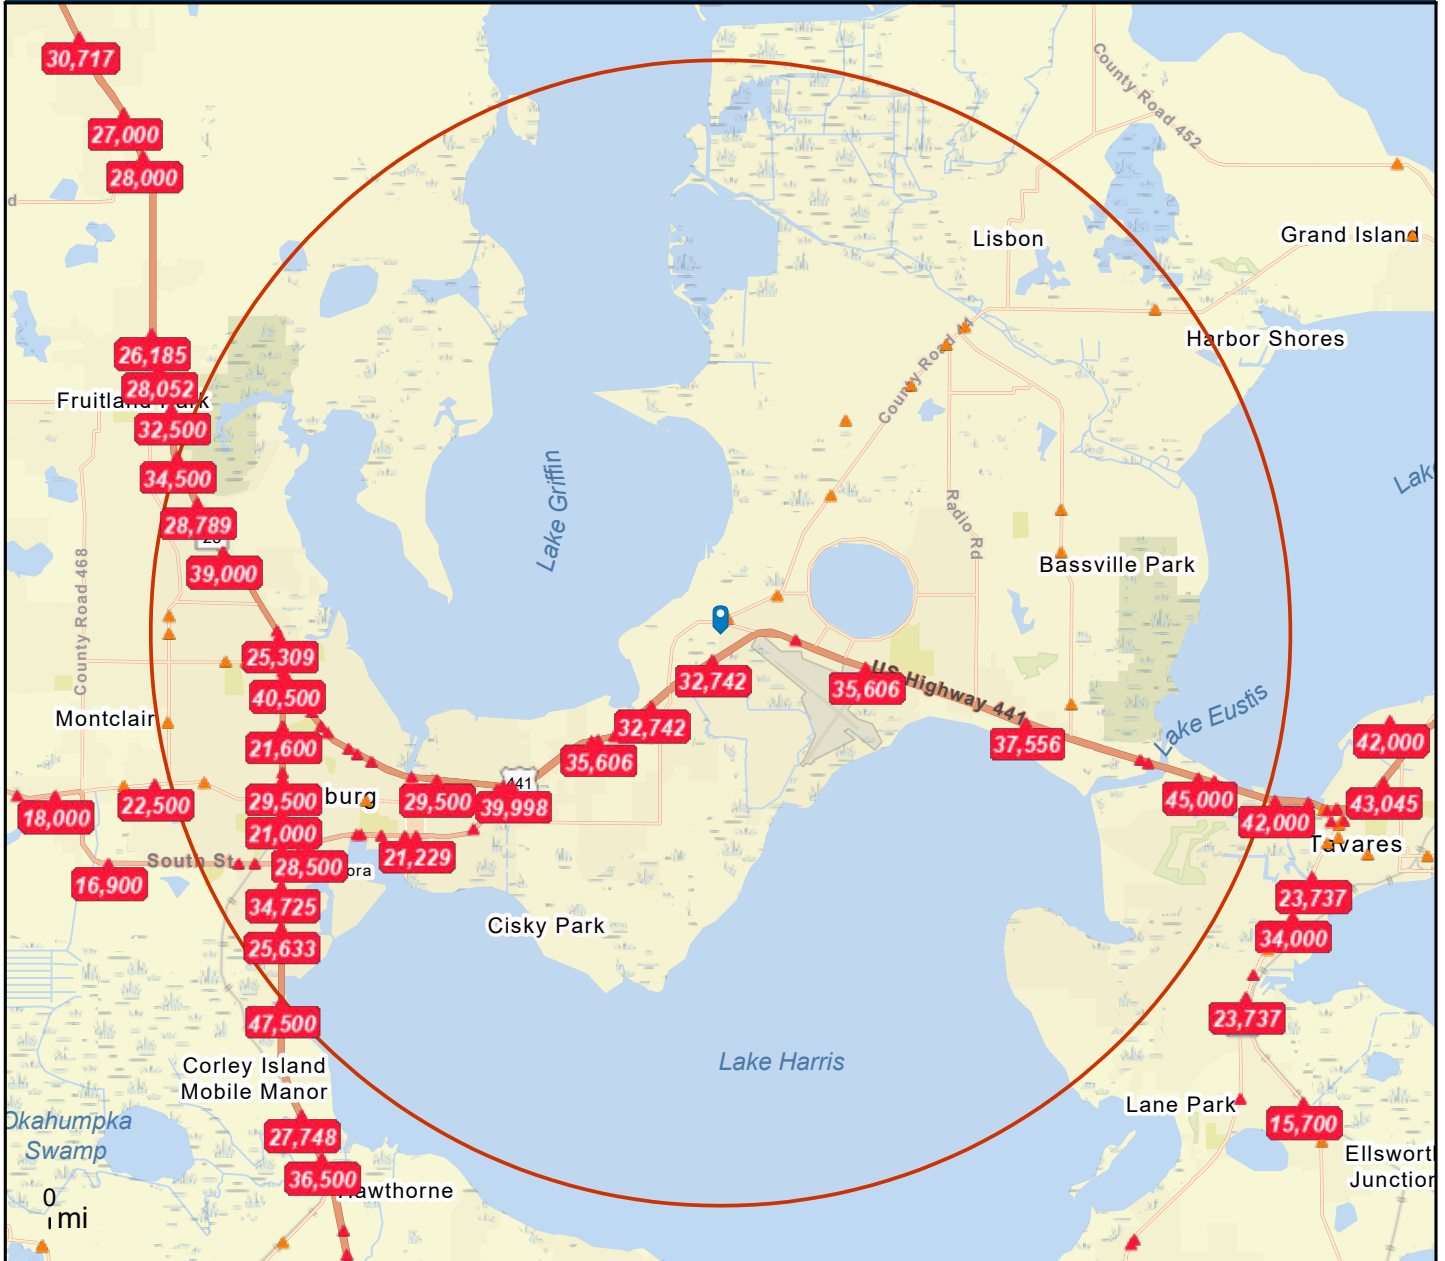 30,717
County Road 452
27,000
28,000
d
Lisbon
Grand Island
Harbor Shores
26,185
28,052
32,500
34,500
28,789
39,000
County Road 44
Lake Griffin
Radio Rd
Bassville Park
County Road 468
25,309
40,500
32,742
35,606
US Highway 441
32,742
Montclair
21,600
35,606
37,556
Lake Eustis
42,000
441
18,000
22,500
29,500
burg
29,500
39,998
45,000
42,000
43,045
21,000
Tavares
South St
28,500
ora
21,229
16,900
34,725
23,737
Cisky Park
34,000
25,633
47,500
23,737
Corley Island
Mobile Manor
Lake Harris
Lane Park
Okahumpka
Swamp
27,748
15,700
36,500
0
mi